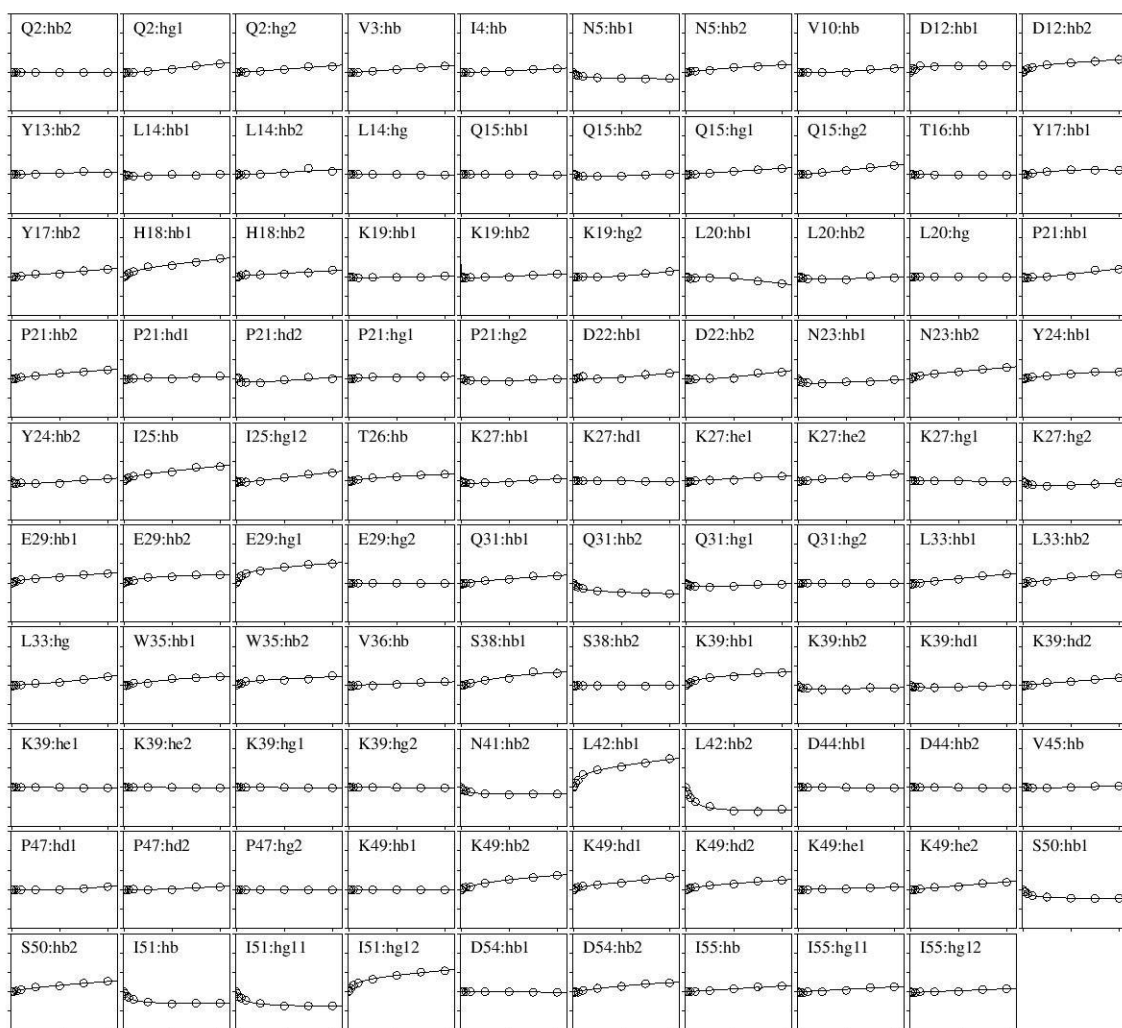 Q2:hb2 Q2:hg1 Q2:hg2 V3:hb I4:hb N5:hb1 N5:hb2 V10:hb D12:hb1 D12:hb2
Y13:hb2 L14:hb1 L14:hb2 L14:hg Q15:hb1 Q15:hb2 Q15:hg1 Q15:hg2 T16:hb Y17:hb1
Y17:hb2 H18:hb1 H18:hb2 K19:hb1 K19:hb2 K19:hg2 L20:hb1 L20:hb2 L20:hg P21:hb1
P21:hb2 P21:hd1 P21:hd2 P21:hg1 P21:hg2 D22:hb1 D22:hb2 N23:hb1 N23:hb2 Y24:hb1
Y24:hb2 I25:hb I25:hg12 T26:hb K27:hb1 K27:hd1 K27:he1 K27:he2 K27:hg1 K27:hg2
E29:hb1 E29:hb2 E29:hg1 E29:hg2 Q31:hb1 Q31:hb2 Q31:hg1 Q31:hg2 L33:hb1 L33:hb2
L33:hg W35:hb1 W35:hb2 V36:hb S38:hb1 S38:hb2 K39:hb1 K39:hb2 K39:hd1 K39:hd2
K39:he1 K39:he2 K39:hg1 K39:hg2 N41:hb2 L42:hb1 L42:hb2 D44:hb1 D44:hb2 V45:hb
P47:hd1 P47:hd2 P47:hg2 K49:hb1 K49:hb2 K49:hd1 K49:hd2 K49:he1 K49:he2 S50:hb1
S50:hb2 I51:hb I51:hg11 I51:hg12 D54:hb1 D54:hb2 I55:hb I55:hg11 I55:hg12